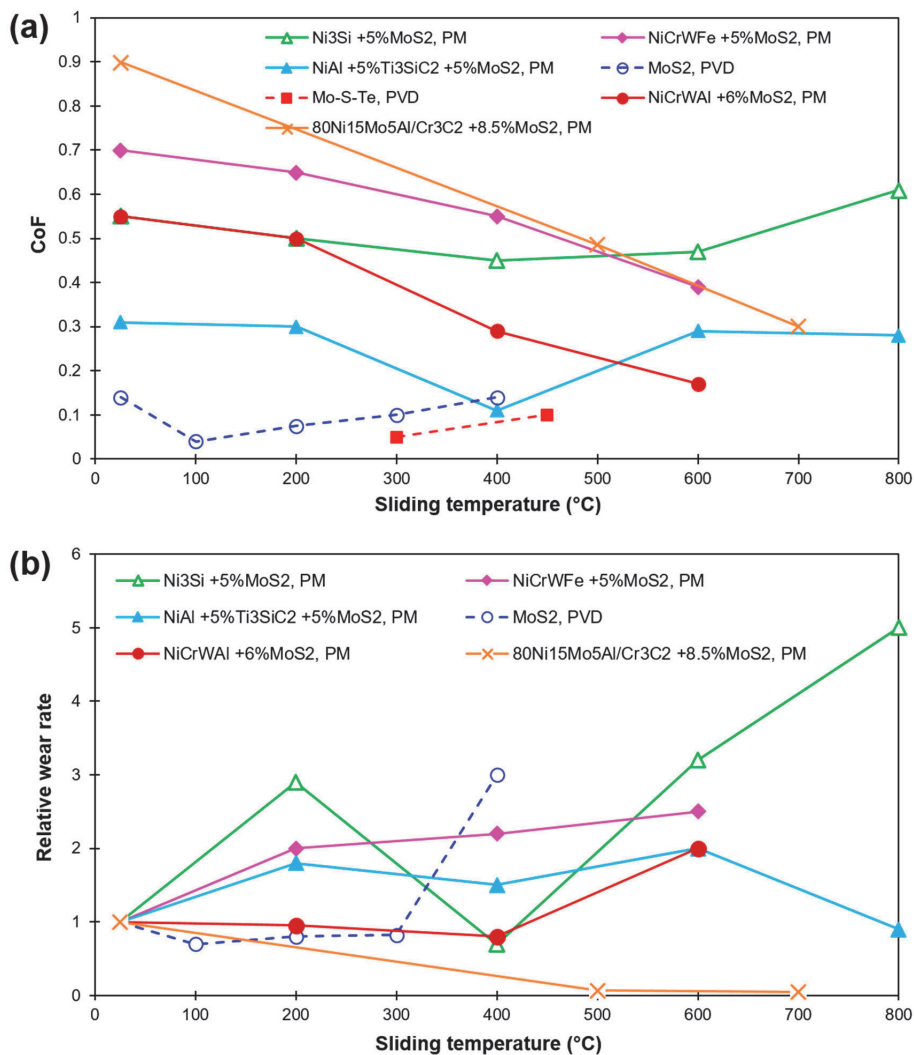 (a)
1
0.9
0.8
0.7
0.6
0.5
0.4
0.3
0.2
0.1
0
CoF
Ni3Si +5%MoS2, PM
NiCrWFe +5%MoS2, PM
NiAl +5%Ti3SiC2 +5%MoS2, PM
MoS2, PVD
Mo-S-Te, PVD
NiCrWAl +6%MoS2, PM
80Ni15Mo5Al/Cr3C2 +8.5%MoS2, PM
0 100 200 300 400 500 600 700 800
Sliding temperature (°C)
(b)
6
5
4
3
2
1
0
Relative wear rate
Ni3Si +5%MoS2, PM
NiCrWFe +5%MoS2, PM
NiAl +5%Ti3SiC2 +5%MoS2, PM
MoS2, PVD
NiCrWAl +6%MoS2, PM
80Ni15Mo5Al/Cr3C2 +8.5%MoS2, PM
0 100 200 300 400 500 600 700 800
Sliding temperature (°C)